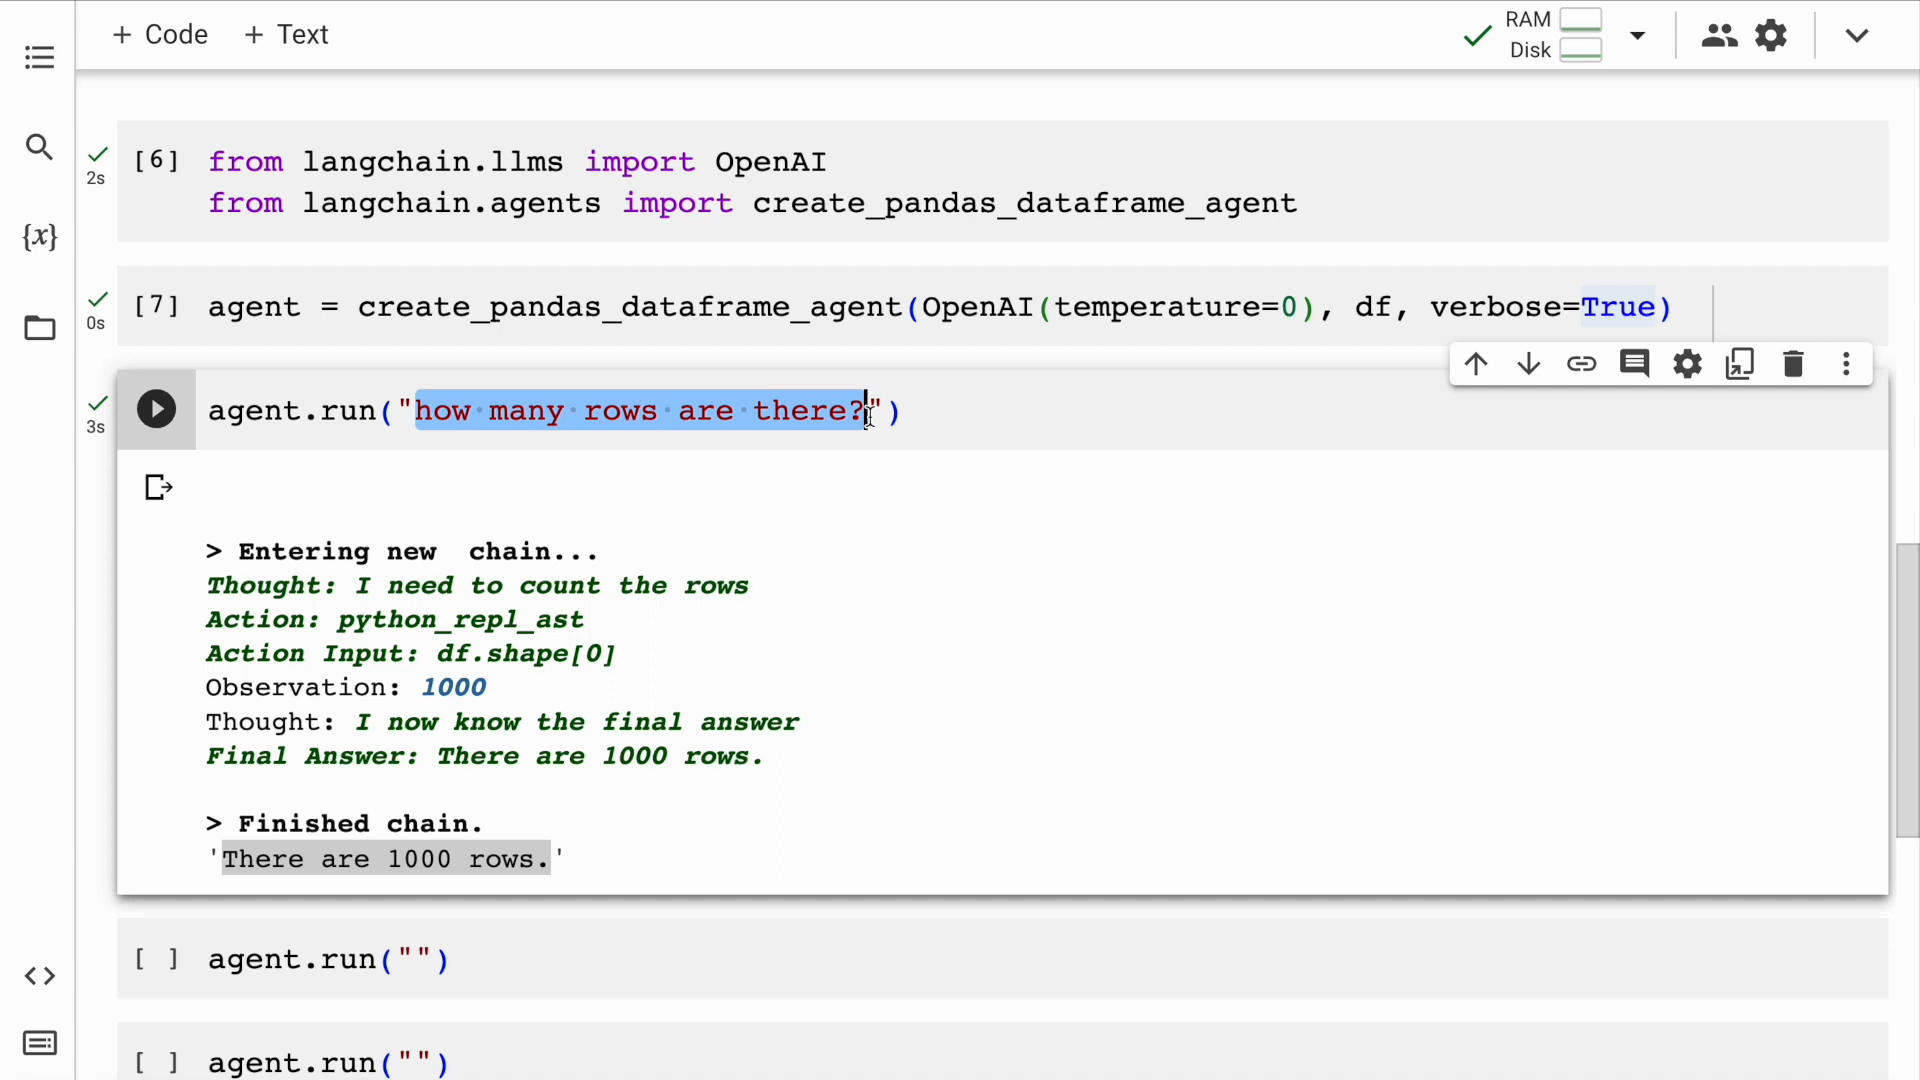 + Code + Text
RAM
Disk
2s
[6] from langchain.llms import OpenAI
from langchain.agents import create_pandas_dataframe_agent
{x}
0s
[7] agent = create_pandas_dataframe_agent(OpenAI(temperature=0), df, verbose=True)
3s
agent.run("how many rows are there?")
> Entering new  chain...
Thought: I need to count the rows
Action: python_repl_ast
Action Input: df.shape[0]
Observation: 1000
Thought: I now know the final answer
Final Answer: There are 1000 rows.
> Finished chain.
'There are 1000 rows.'
[ ] agent.run("")
[ ] agent.run("")